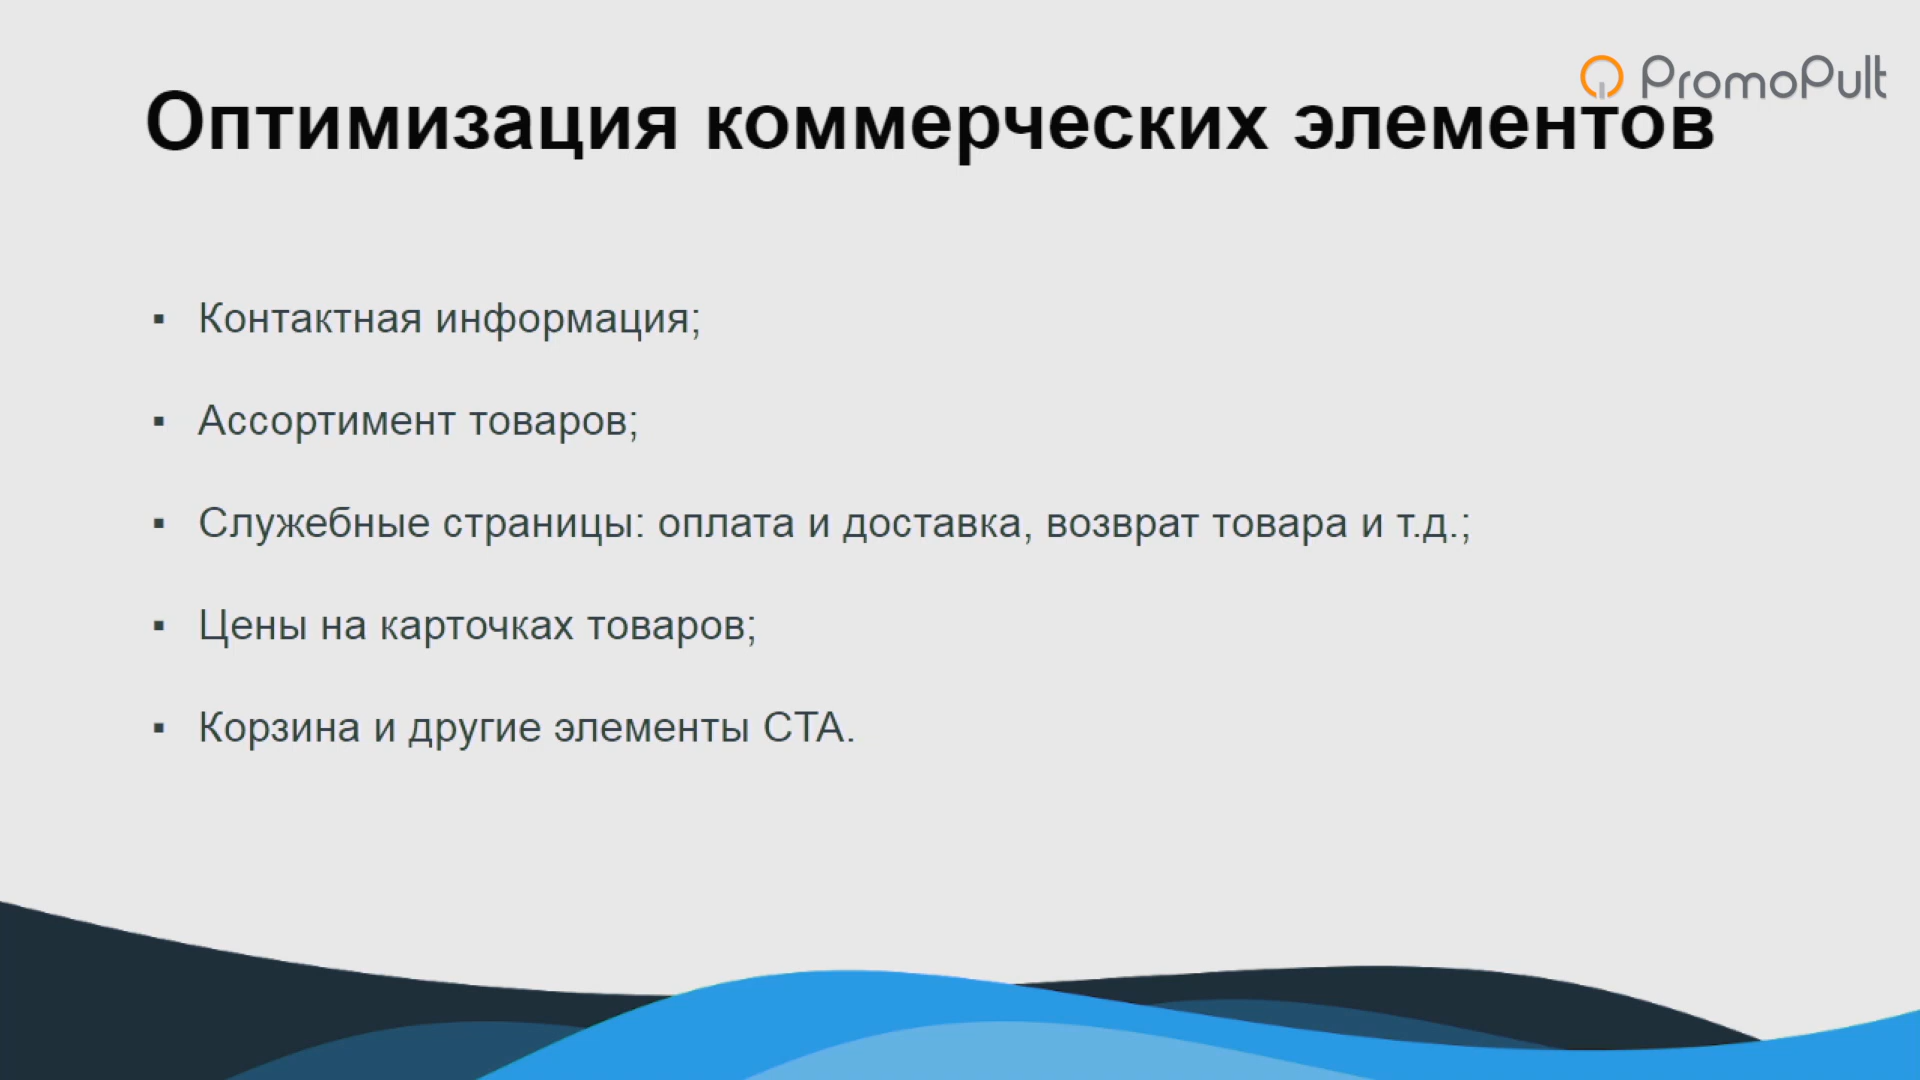 PromoPult
Оптимизация коммерческих элементов
▪ Контактная информация;
▪ Ассортимент товаров;
▪ Служебные страницы: оплата и доставка, возврат товара и т.д.;
▪ Цены на карточках товаров;
▪ Корзина и другие элементы CTA.